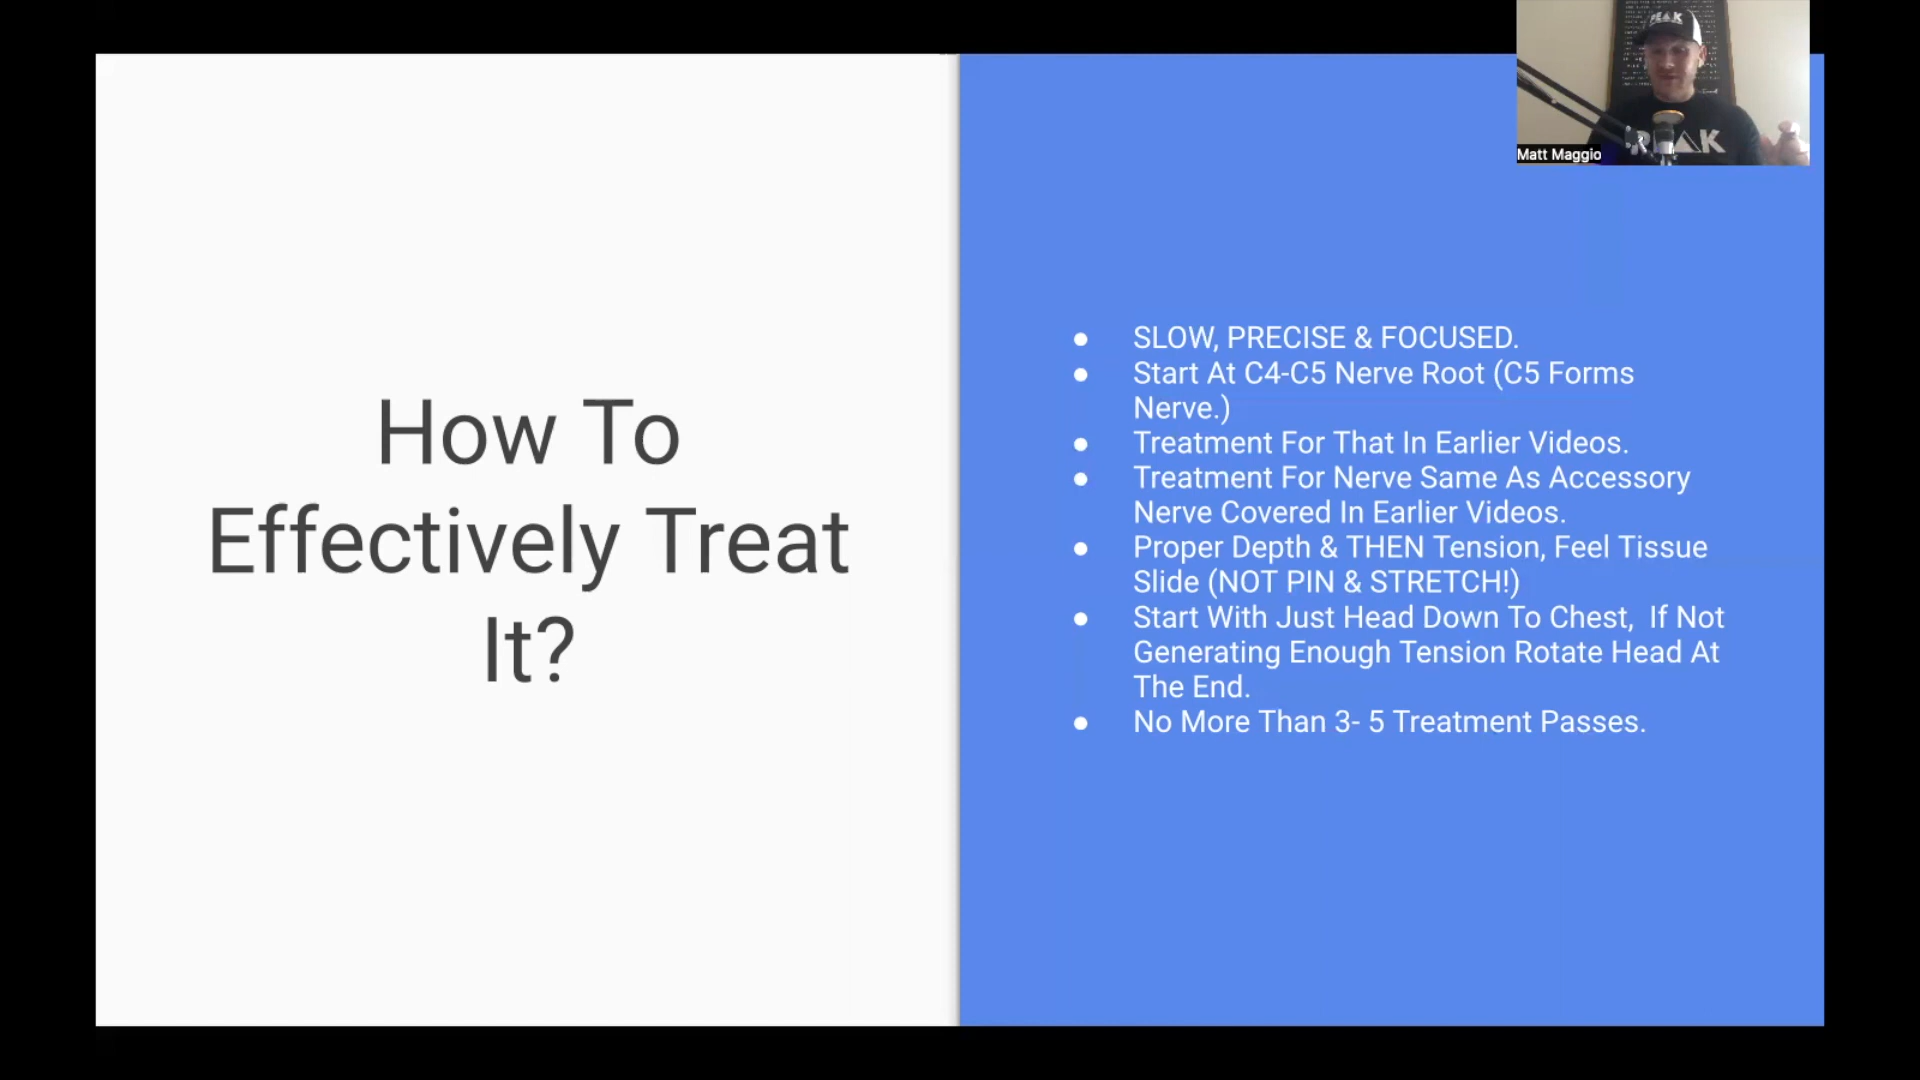 PEAK
PEAK
Matt Maggio
How To
Effectively Treat
It?
● SLOW, PRECISE & FOCUSED.
● Start At C4-C5 Nerve Root (C5 Forms
Nerve.)
● Treatment For That In Earlier Videos.
● Treatment For Nerve Same As Accessory
Nerve Covered In Earlier Videos.
● Proper Depth & THEN Tension, Feel Tissue
Slide (NOT PIN & STRETCH!)
● Start With Just Head Down To Chest,  If Not
Generating Enough Tension Rotate Head At
The End.
● No More Than 3- 5 Treatment Passes.